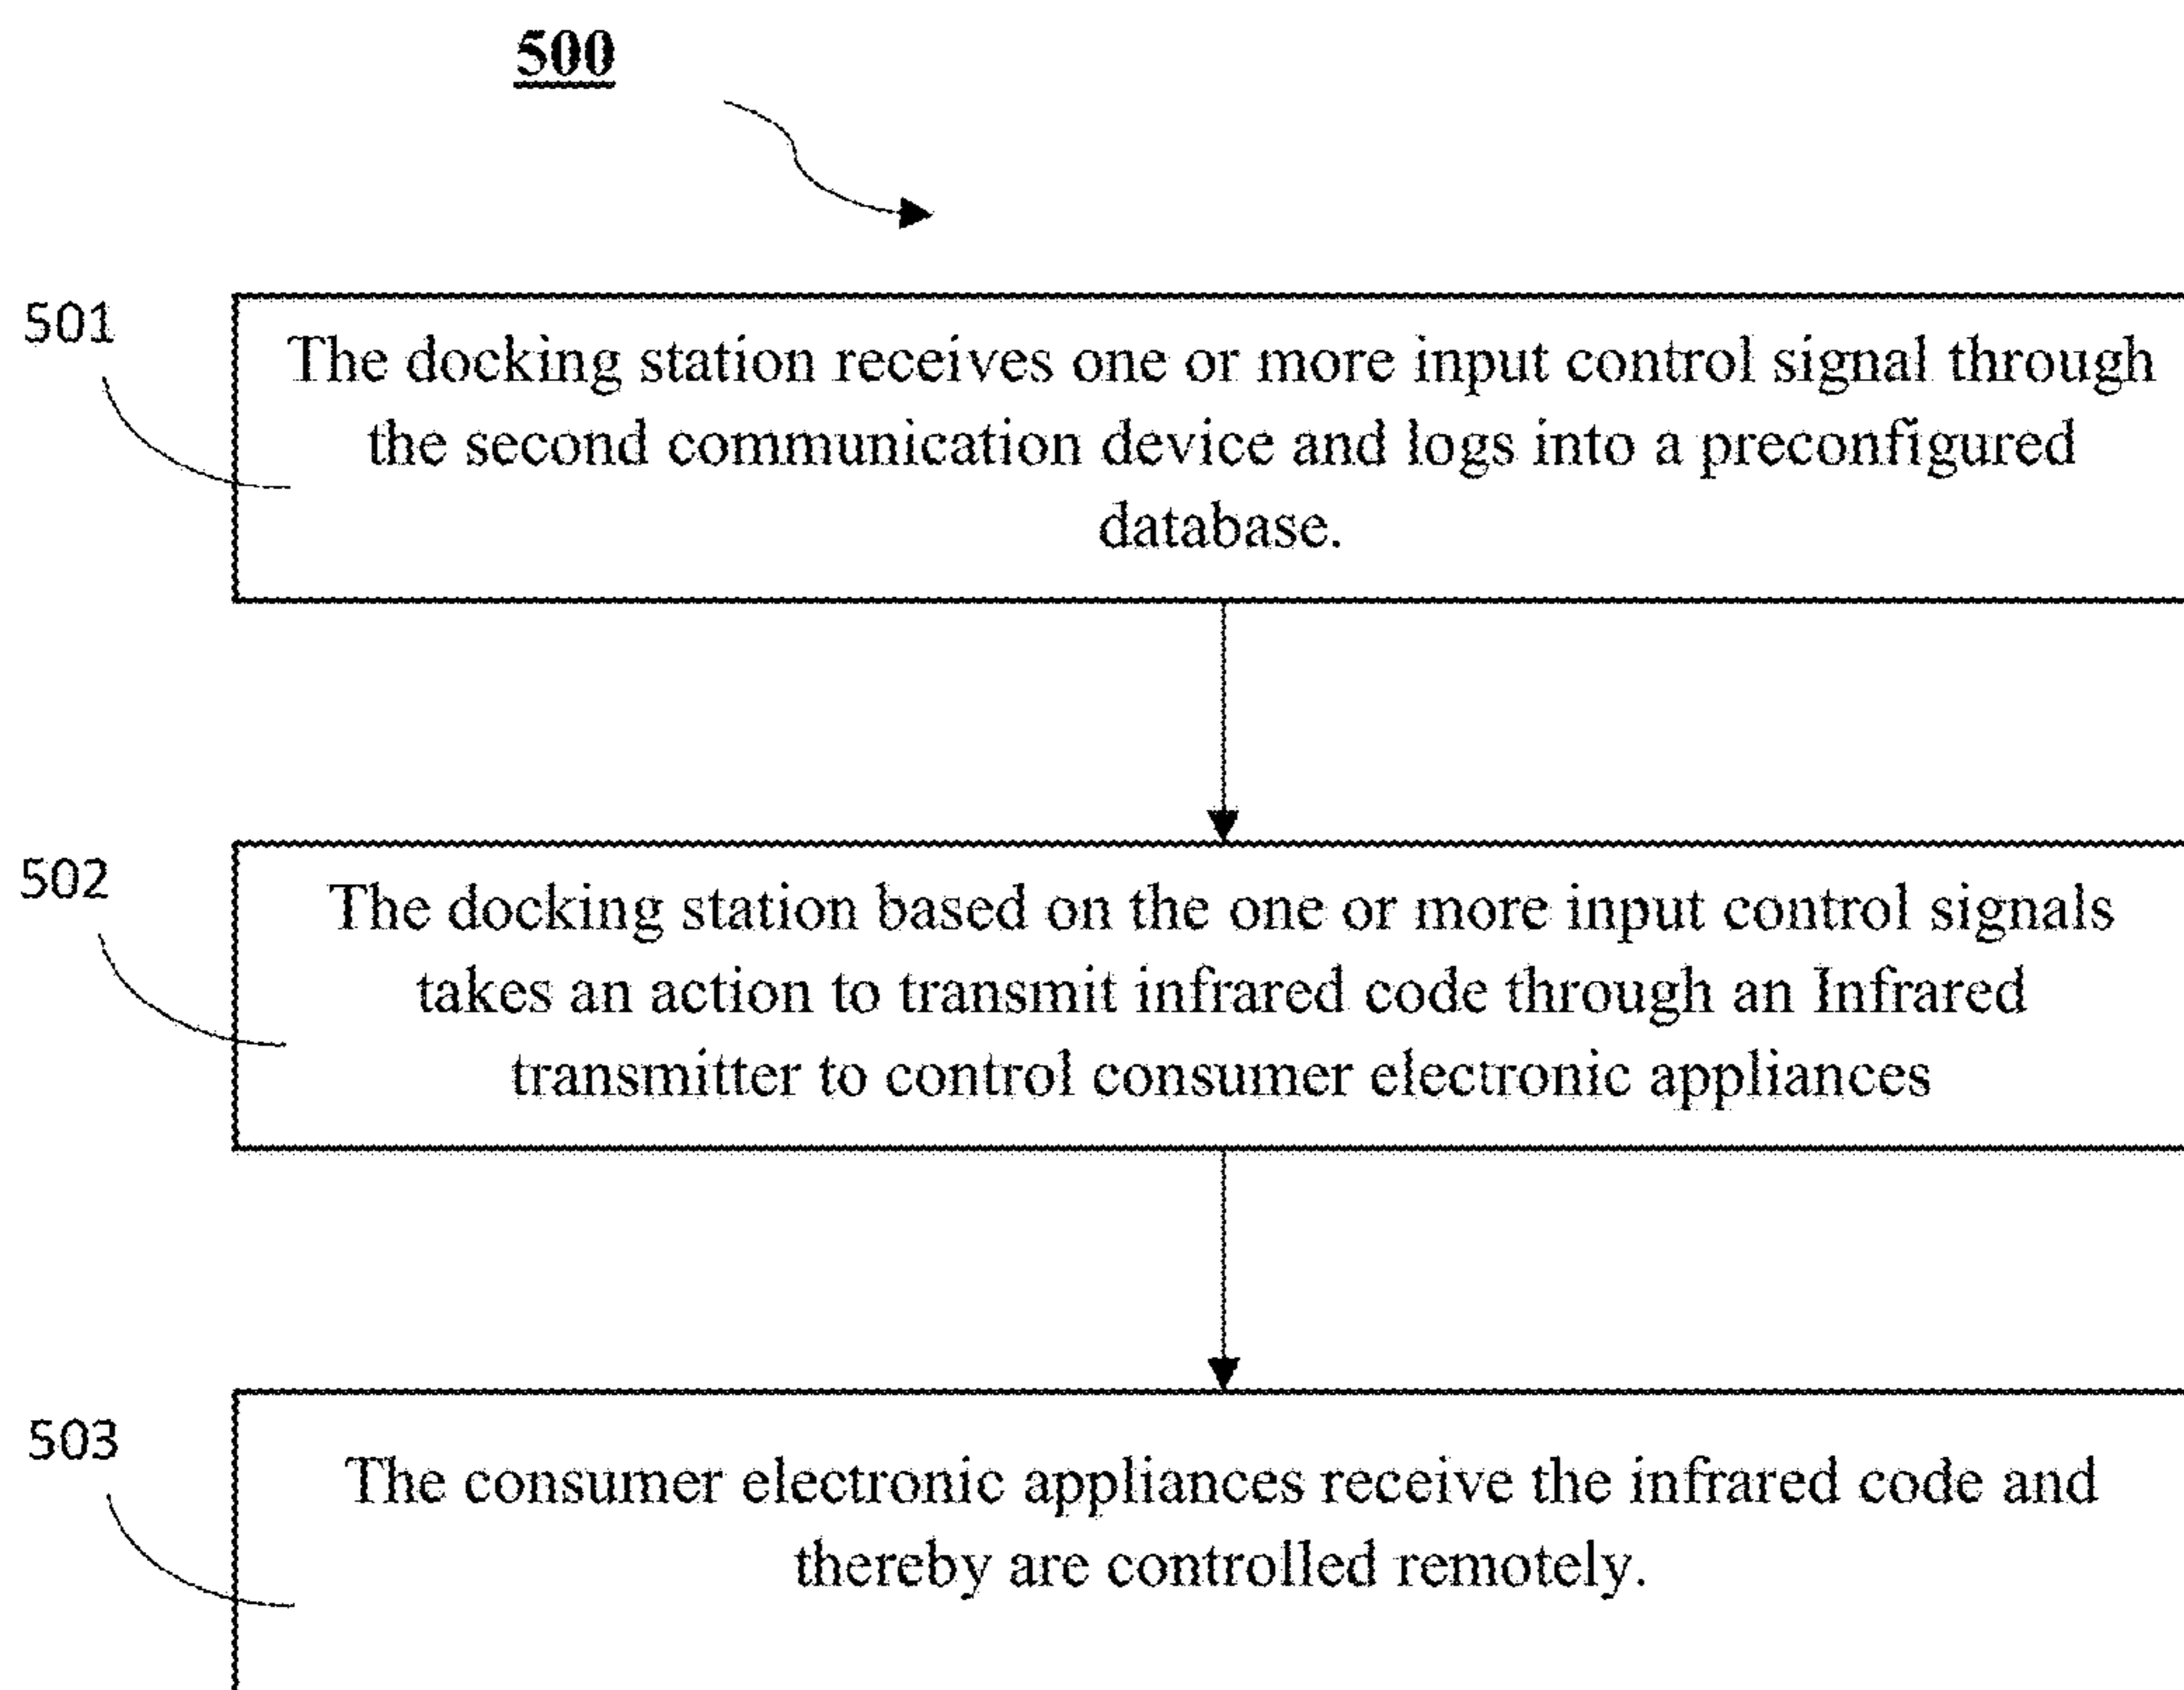 500
501
The docking station receives one or more input control signal through
the second communication device and logs into a preconfigured
database.
502
The docking station based on the one or more input control signals
takes an action to transmit infrared code through an Infrared
transmitter to control consumer electronic appliances
503
The consumer electronic appliances receive the infrared code and
thereby are controlled remotely.